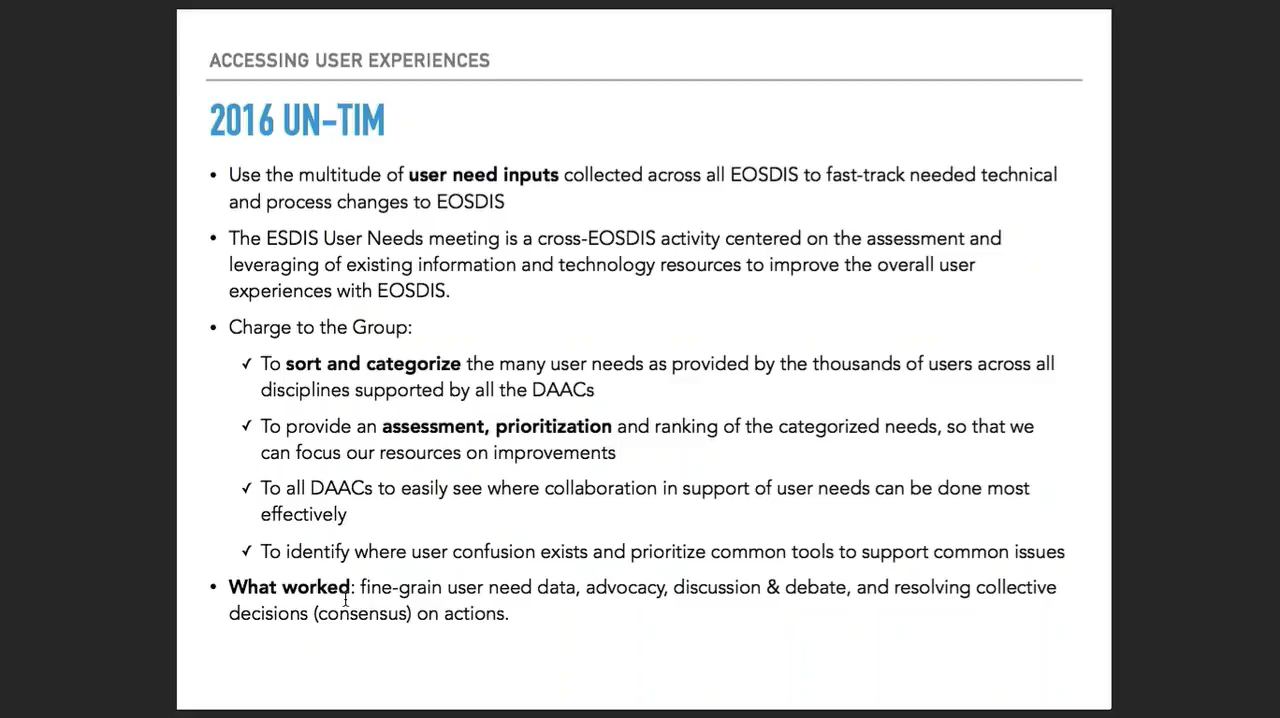 ACCESSING USER EXPERIENCES
2016 UN-TIM
• Use the multitude of user need inputs collected across all EOSDIS to fast-track needed technical
and process changes to EOSDIS
• The ESDIS User Needs meeting is a cross-EOSDIS activity centered on the assessment and
leveraging of existing information and technology resources to improve the overall user
experiences with EOSDIS.
• Charge to the Group:
✓ To sort and categorize the many user needs as provided by the thousands of users across all
disciplines supported by all the DAACs
✓ To provide an assessment, prioritization and ranking of the categorized needs, so that we
can focus our resources on improvements
✓ To all DAACs to easily see where collaboration in support of user needs can be done most
effectively
✓ To identify where user confusion exists and prioritize common tools to support common issues
• What worked: fine-grain user need data, advocacy, discussion & debate, and resolving collective
decisions (consensus) on actions.